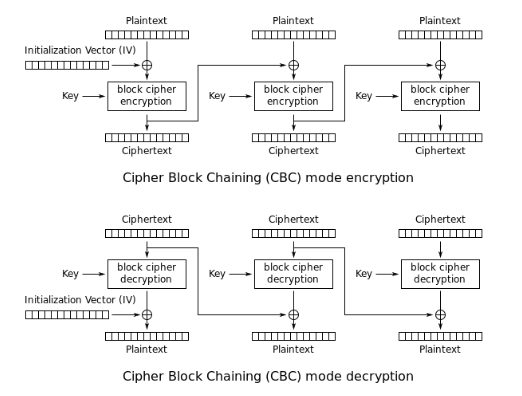 Plaintext Plaintext Plaintext
Initialization Vector (IV)
Key block cipher encryption Key block cipher encryption Key block cipher encryption
Ciphertext Ciphertext Ciphertext
Cipher Block Chaining (CBC) mode encryption
Ciphertext Ciphertext Ciphertext
Key block cipher decryption Key block cipher decryption Key block cipher decryption
Initialization Vector (IV)
Plaintext Plaintext Plaintext
Cipher Block Chaining (CBC) mode decryption